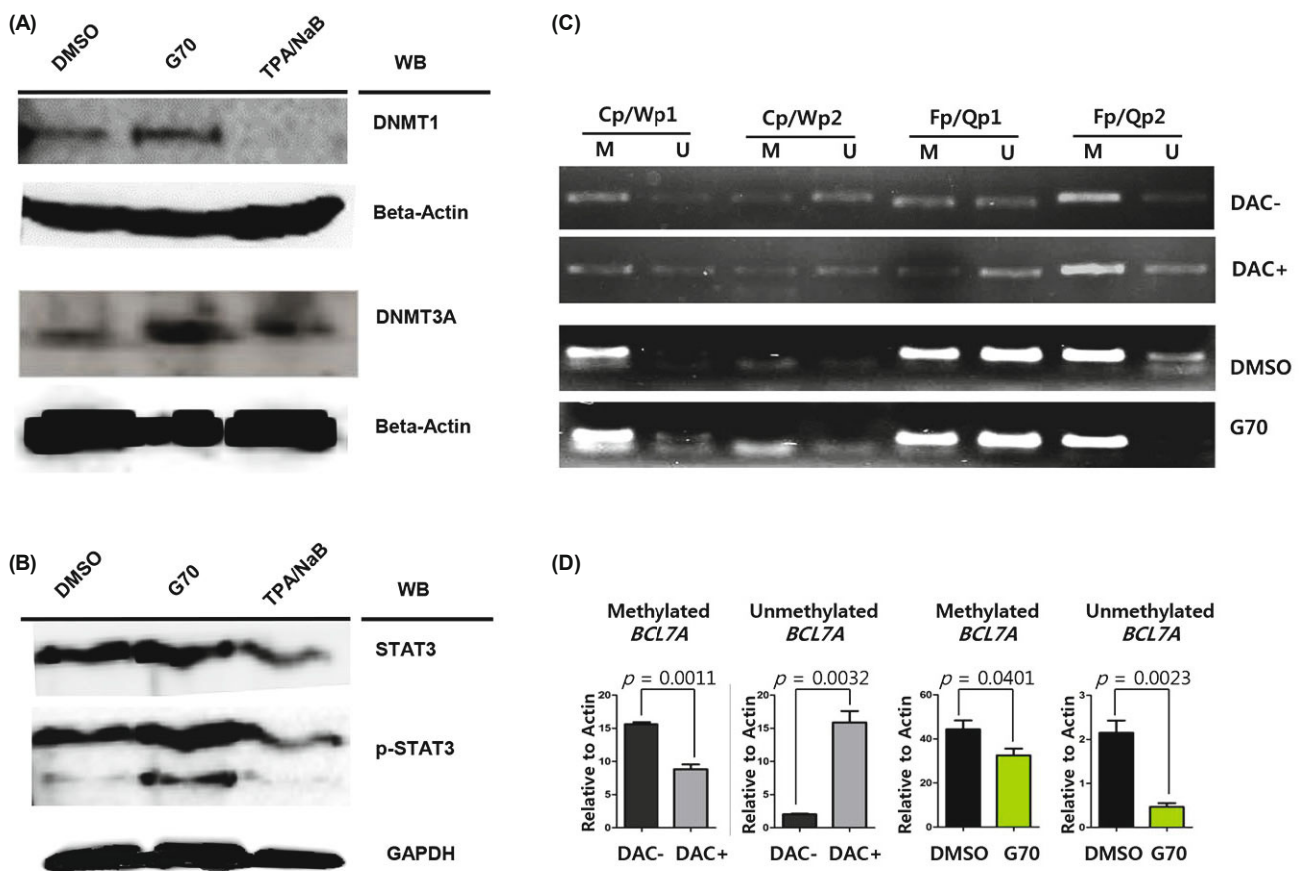 (A)
DMSO G70 TPA/NaB WB
DNMT1
Beta-Actin
DNMT3A
Beta-Actin
(B)
DMSO G70 TPA/NaB WB
STAT3
p-STAT3
GAPDH
(C)
Cp/Wp1 Cp/Wp2 Fp/Qp1 Fp/Qp2
M U M U M U M U
DAC-
DAC+
DMSO
G70
(D)
Methylated BCL7A
p = 0.0011
Relative to Actin
20
15
10
5
0
DAC- DAC+
Unmethylated BCL7A
p = 0.0032
Relative to Actin
20
15
10
5
0
DAC- DAC+
Methylated BCL7A
p = 0.0401
Relative to Actin
60
40
20
0
DMSO G70
Unmethylated BCL7A
p = 0.0023
Relative to Actin
3
2
1
0
DMSO G70